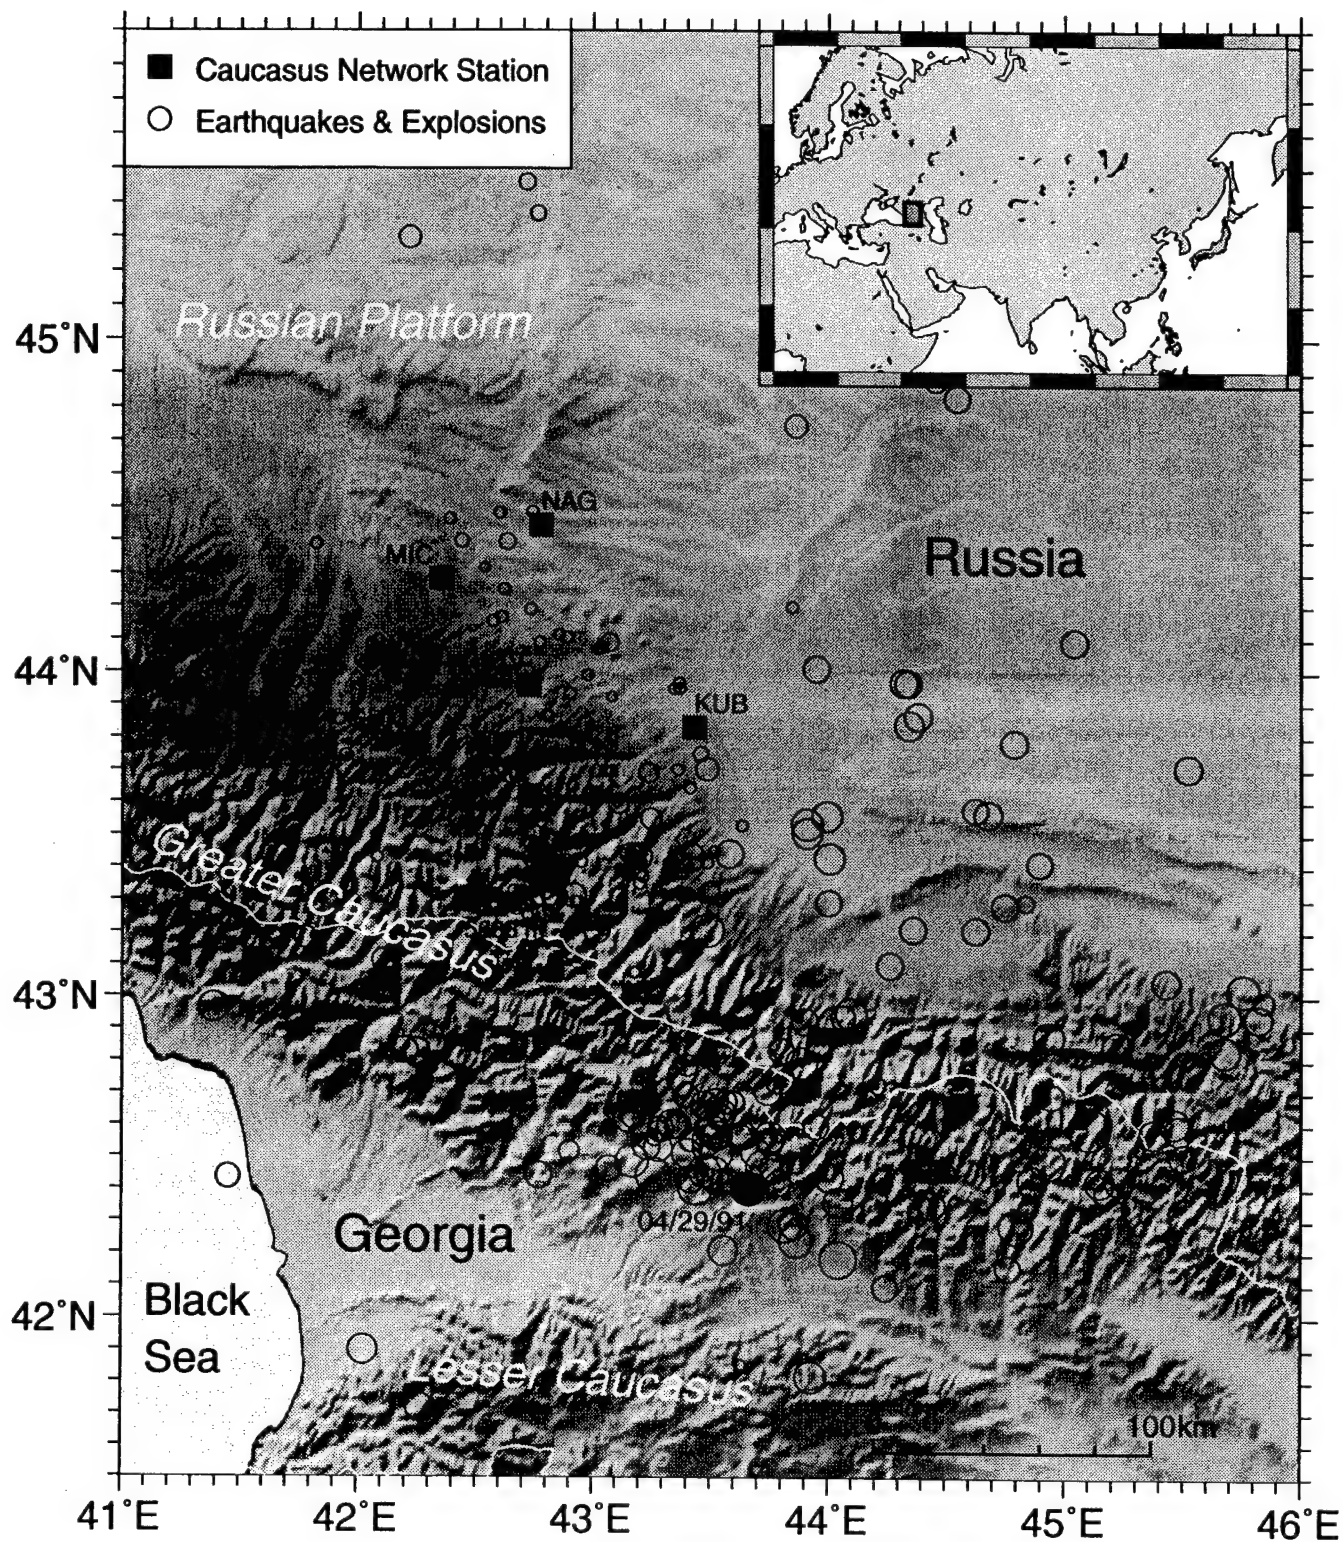 Caucasus Network Station
Earthquakes & Explosions
Russian Platform
45°N
NAG
MIC
Russia
44°N
KUB
Greater Caucasus
43°N
04/29/91
Georgia
Black
Sea
42°N
Lesser Caucasus
100km
41°E
42°E
43°E
44°E
45°E
46°E